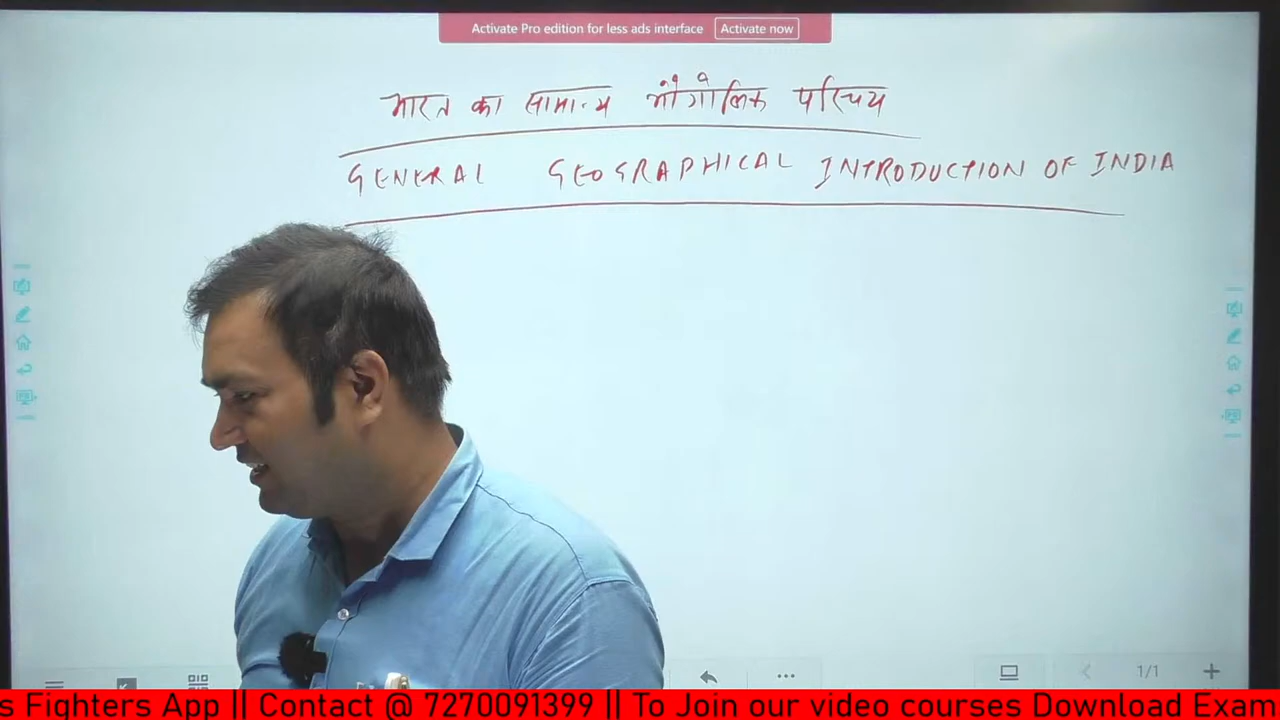 Activate Pro edition for less ads interface Activate now
भारत का सामान्य भौगोलिक परिचय
GENERAL GEOGRAPHICAL INTRODUCTION OF INDIA
1/1
s Fighters App || Contact @ 7270091399 || To Join our video courses Download Exam